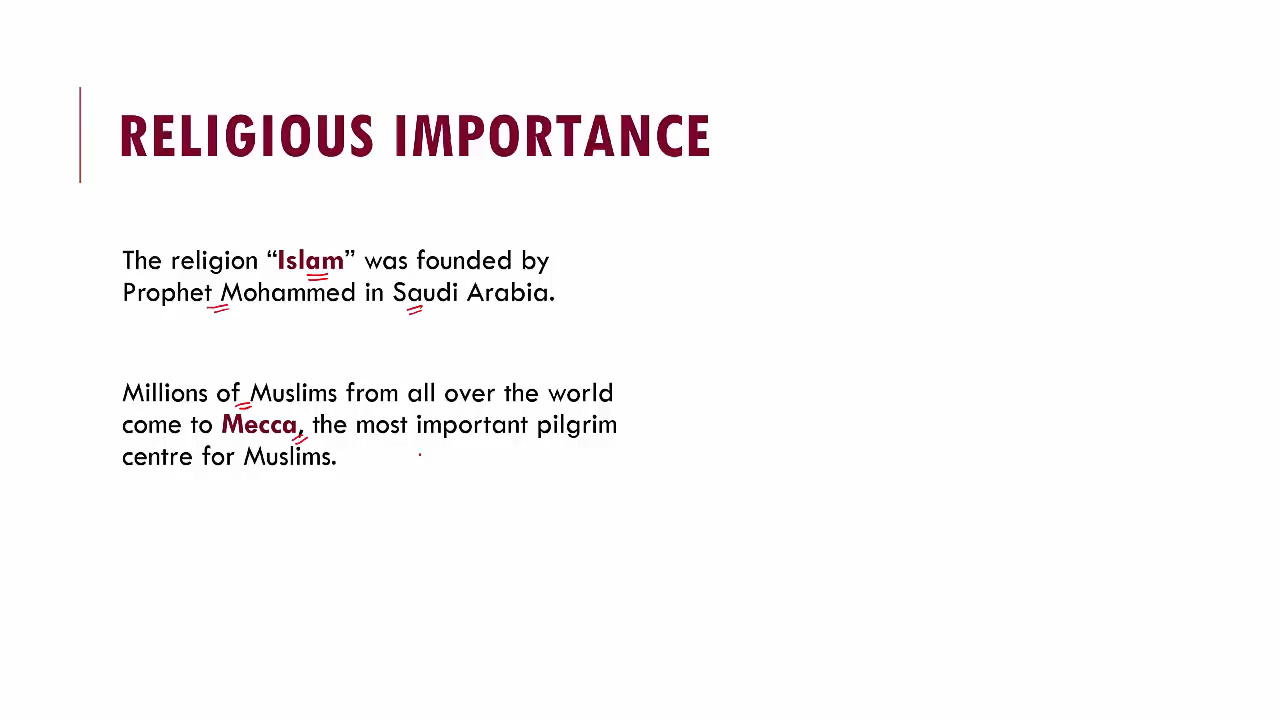 RELIGIOUS IMPORTANCE
The religion “Islam” was founded by
Prophet Mohammed in Saudi Arabia.
Millions of Muslims from all over the world
come to Mecca, the most important pilgrim
centre for Muslims.